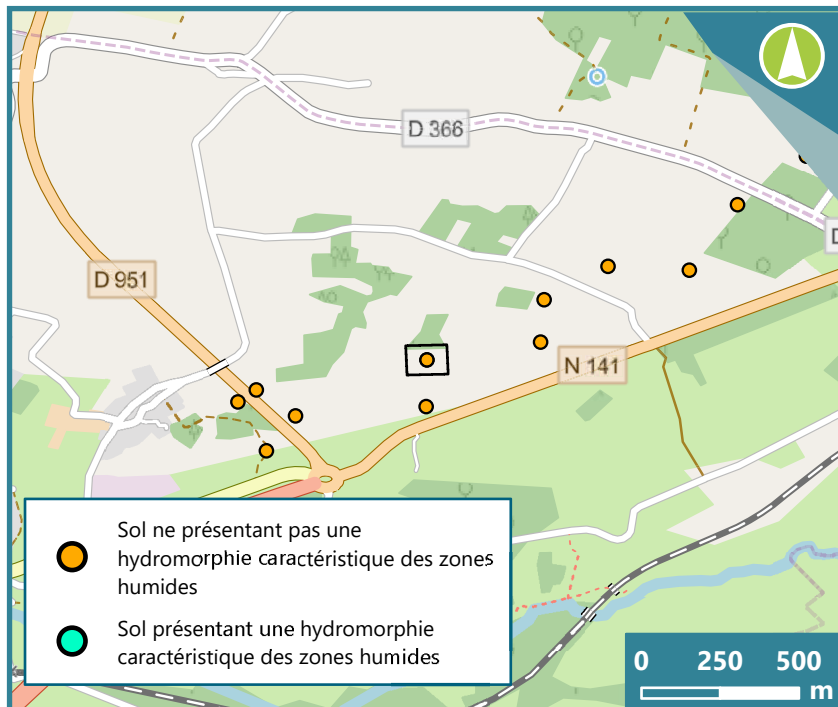 D 366
D
D 951
N 141
Sol ne présentant pas une
hydromorphie caractéristique des zones
humides
Sol présentant une hydromorphie
caractéristique des zones humides
0 250 500
m